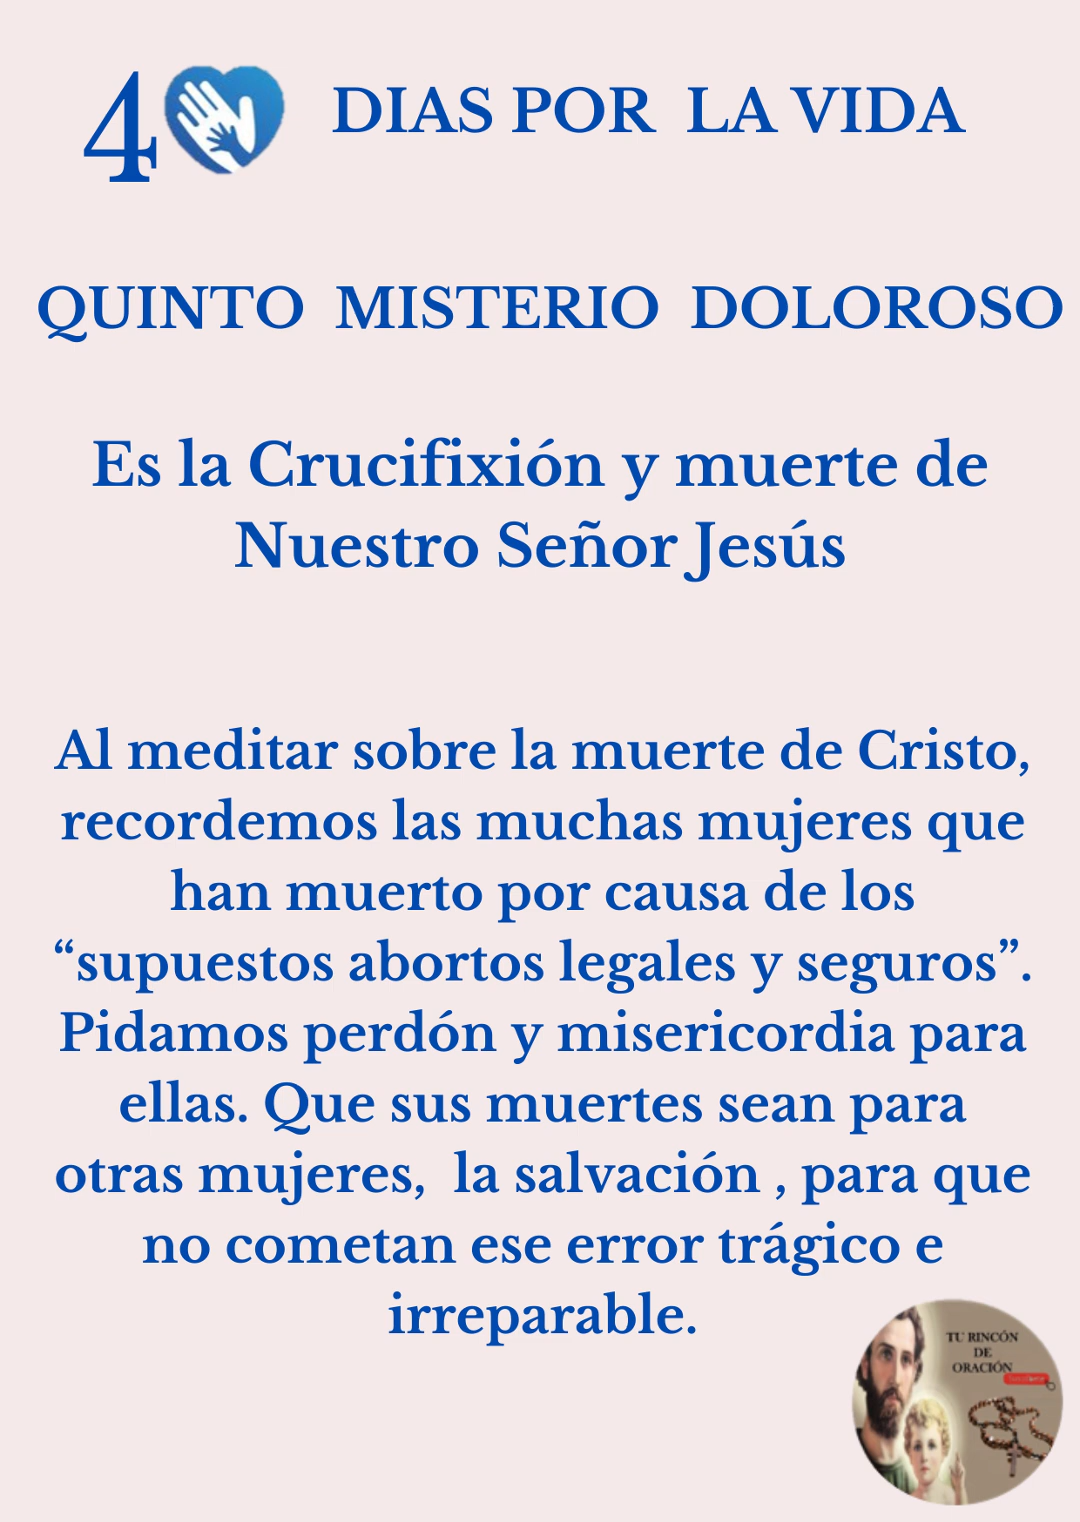 4 DIAS POR LA VIDA
QUINTO MISTERIO DOLOROSO
Es la Crucifixión y muerte de
Nuestro Señor Jesús
Al meditar sobre la muerte de Cristo,
recordemos las muchas mujeres que
han muerto por causa de los
“supuestos abortos legales y seguros”.
Pidamos perdón y misericordia para
ellas. Que sus muertes sean para
otras mujeres, la salvación , para que
no cometan ese error trágico e
irreparable.
TU RINCÓN
DE
ORACIÓN